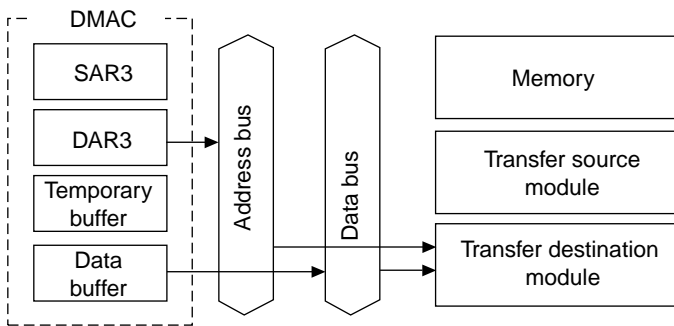 DMAC
SAR3
DAR3
Temporary
buffer
Data
buffer
Address bus
Data bus
Memory
Transfer source
module
Transfer destination
module